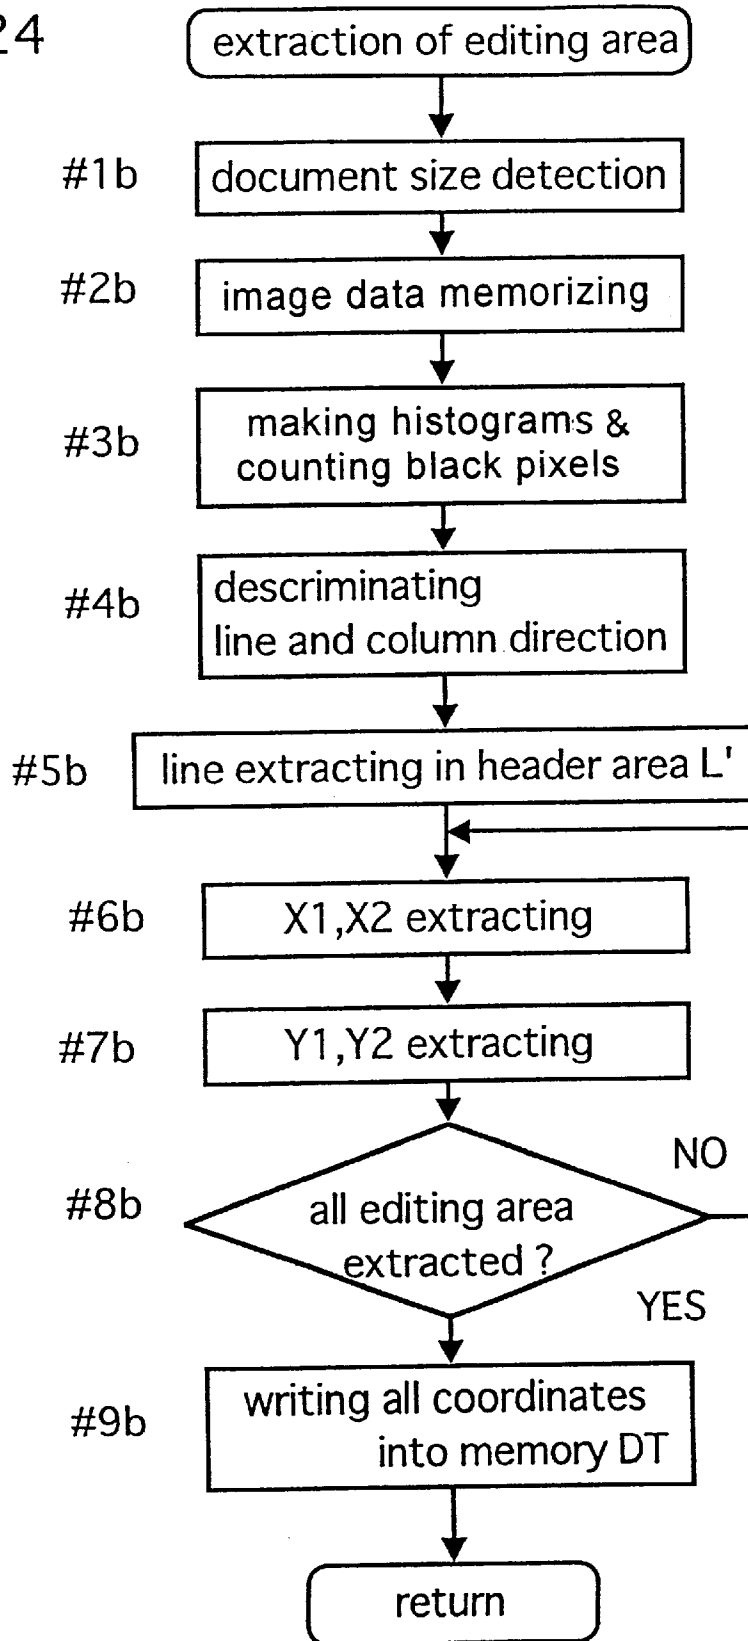 24
extraction of editing area
#1b
document size detection
#2b
image data memorizing
#3b
making histograms &
counting black pixels
#4b
descriminating
line and column direction
#5b
line extracting in header area L'
#6b
X1,X2 extracting
#7b
Y1,Y2 extracting
NO
#8b
all editing area
extracted ?
YES
#9b
writing all coordinates
into memory DT
return